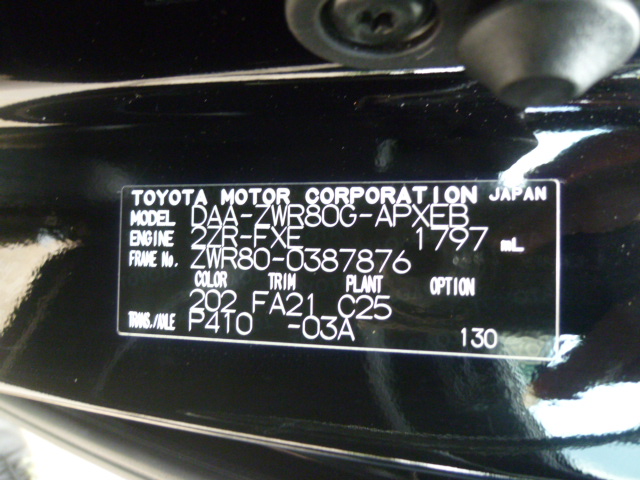 TOYOTA MOTOR CORPORATION JAPAN
MODEL DAA-ZWR80G-APXEB
ENGINE 2ZR-FXE 1797 mL
FRAME No. ZWR80-0387876
COLOR TRIM PLANT OPTION
202 FA21 C25
TRANS./AXLE P410 -03A 130